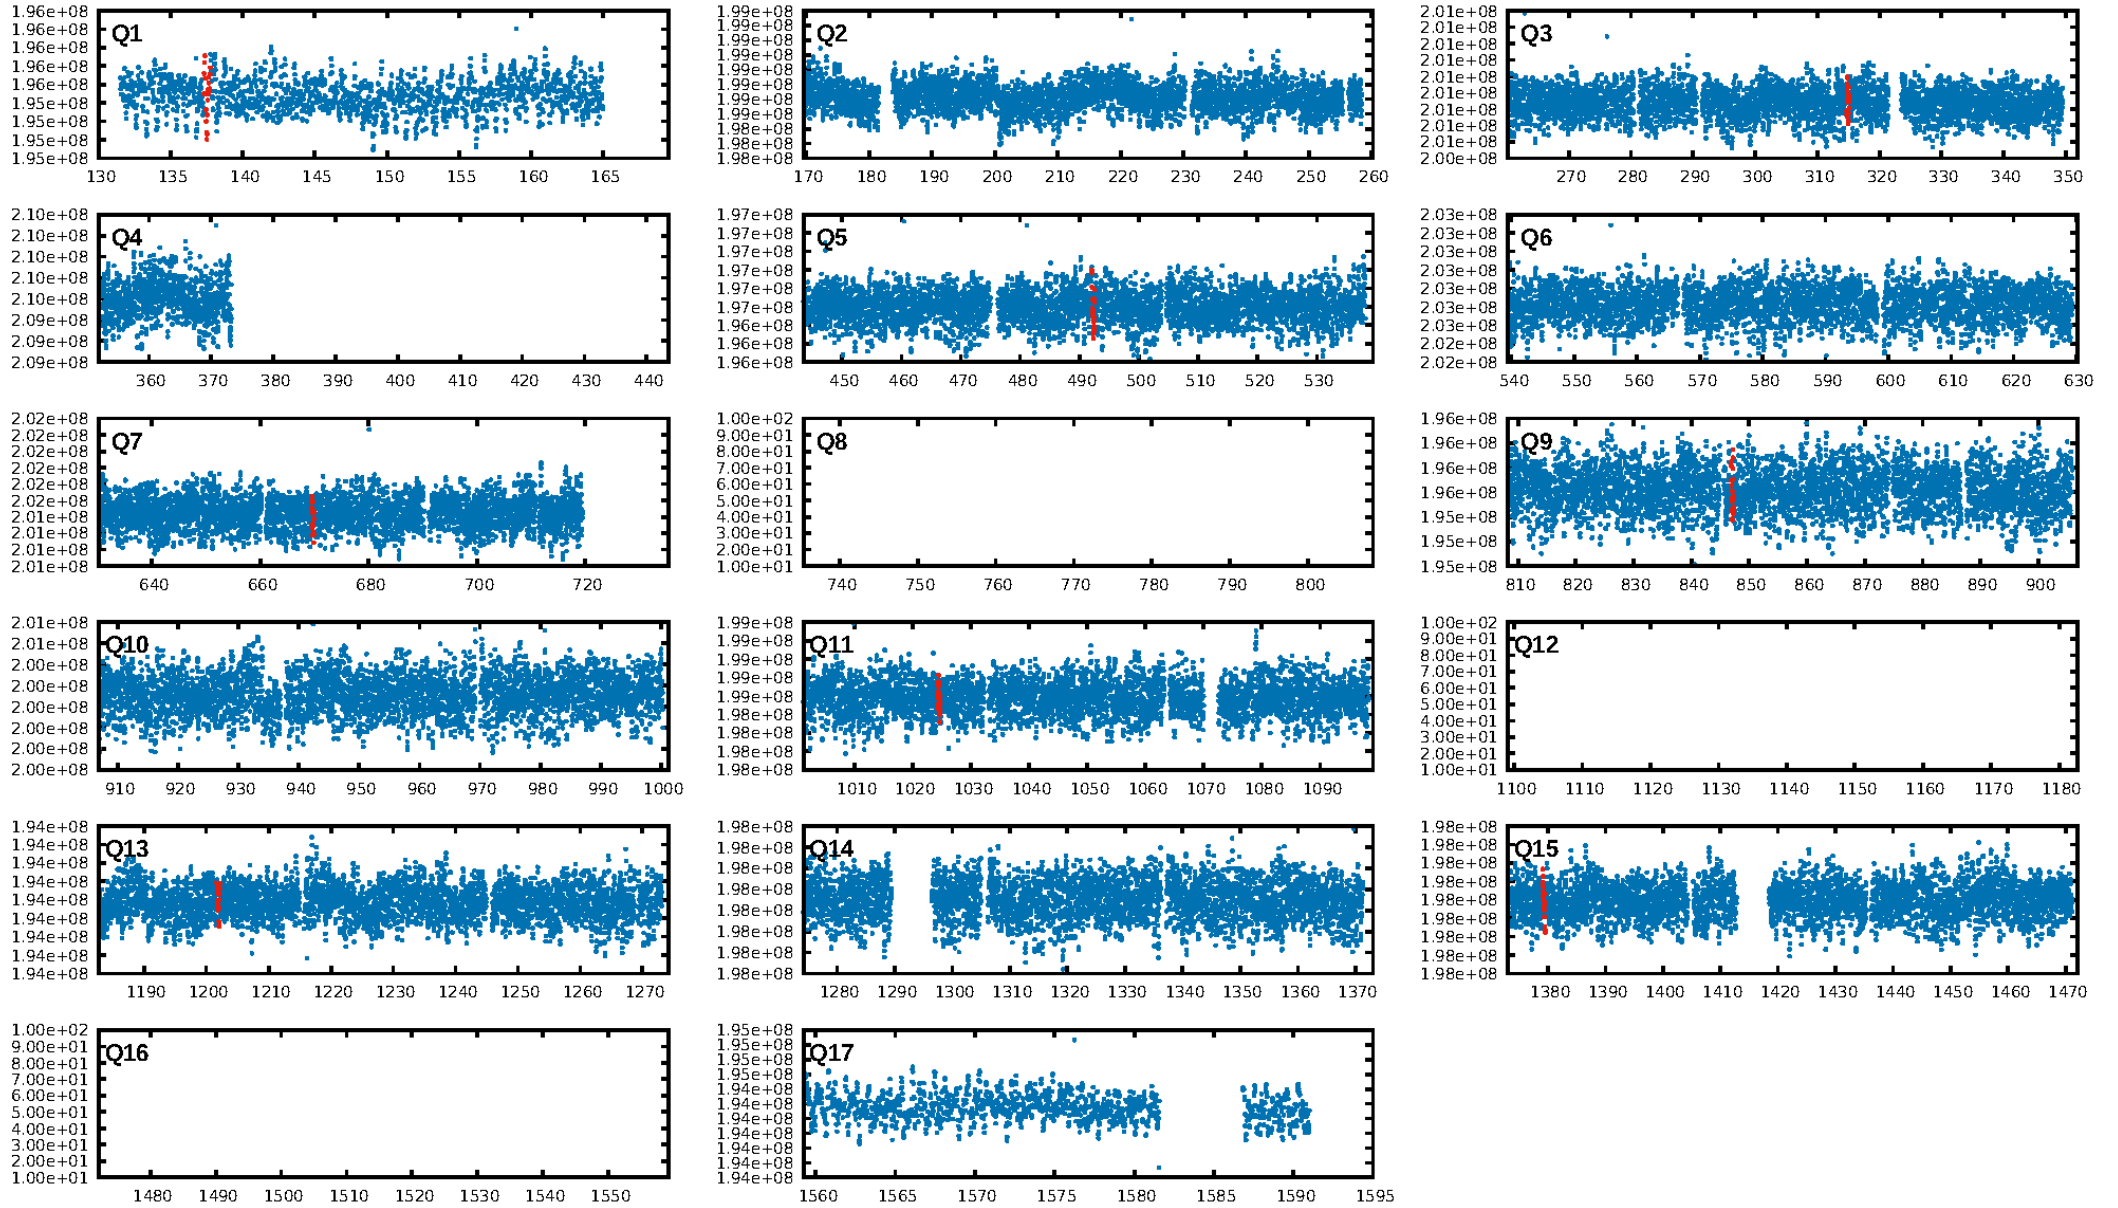 1.96e+08
1.96e+08
1.96e+08
1.96e+08
1.96e+08
1.95e+08
1.95e+08
1.95e+08
1.95e+08
Q1
130 135 140 145 150 155 160 165
1.99e+08
1.99e+08
1.99e+08
1.99e+08
1.99e+08
1.99e+08
1.99e+08
1.99e+08
1.98e+08
1.98e+08
1.98e+08
Q2
170 180 190 200 210 220 230 240 250 260
2.01e+08
2.01e+08
2.01e+08
2.01e+08
2.01e+08
2.01e+08
2.01e+08
2.01e+08
2.01e+08
2.00e+08
Q3
270 280 290 300 310 320 330 340 350
2.10e+08
2.10e+08
2.10e+08
2.10e+08
2.10e+08
2.09e+08
2.09e+08
2.09e+08
Q4
360 370 380 390 400 410 420 430 440
1.97e+08
1.97e+08
1.97e+08
1.97e+08
1.97e+08
1.97e+08
1.96e+08
1.96e+08
1.96e+08
Q5
450 460 470 480 490 500 510 520 530
2.03e+08
2.03e+08
2.03e+08
2.03e+08
2.03e+08
2.03e+08
2.03e+08
2.02e+08
2.02e+08
Q6
540 550 560 570 580 590 600 610 620 630
2.02e+08
2.02e+08
2.02e+08
2.02e+08
2.02e+08
2.02e+08
2.01e+08
2.01e+08
2.01e+08
2.01e+08
Q7
640 660 680 700 720
1.00e+02
9.00e+01
8.00e+01
7.00e+01
6.00e+01
5.00e+01
4.00e+01
3.00e+01
2.00e+01
1.00e+01
Q8
740 750 760 770 780 790 800
1.96e+08
1.96e+08
1.96e+08
1.96e+08
1.95e+08
1.95e+08
1.95e+08
Q9
810 820 830 840 850 860 870 880 890 900
2.01e+08
2.01e+08
2.00e+08
2.00e+08
2.00e+08
2.00e+08
2.00e+08
2.00e+08
Q10
910 920 930 940 950 960 970 980 990 1000
1.99e+08
1.99e+08
1.99e+08
1.99e+08
1.99e+08
1.98e+08
1.98e+08
1.98e+08
1.98e+08
Q11
1010 1020 1030 1040 1050 1060 1070 1080 1090
1.00e+02
9.00e+01
8.00e+01
7.00e+01
6.00e+01
5.00e+01
4.00e+01
3.00e+01
2.00e+01
1.00e+01
Q12
1100 1110 1120 1130 1140 1150 1160 1170 1180
1.94e+08
1.94e+08
1.94e+08
1.94e+08
1.94e+08
1.94e+08
1.94e+08
1.94e+08
1.94e+08
Q13
1190 1200 1210 1220 1230 1240 1250 1260 1270
1.98e+08
1.98e+08
1.98e+08
1.98e+08
1.98e+08
1.98e+08
1.98e+08
1.98e+08
Q14
1280 1290 1300 1310 1320 1330 1340 1350 1360 1370
1.98e+08
1.98e+08
1.98e+08
1.98e+08
1.98e+08
1.98e+08
1.98e+08
1.98e+08
1.98e+08
Q15
1380 1390 1400 1410 1420 1430 1440 1450 1460 1470
1.00e+02
9.00e+01
8.00e+01
7.00e+01
6.00e+01
5.00e+01
4.00e+01
3.00e+01
2.00e+01
1.00e+01
Q16
1480 1490 1500 1510 1520 1530 1540 1550
1.95e+08
1.95e+08
1.95e+08
1.95e+08
1.94e+08
1.94e+08
1.94e+08
1.94e+08
1.94e+08
1.94e+08
1.94e+08
Q17
1560 1565 1570 1575 1580 1585 1590 1595